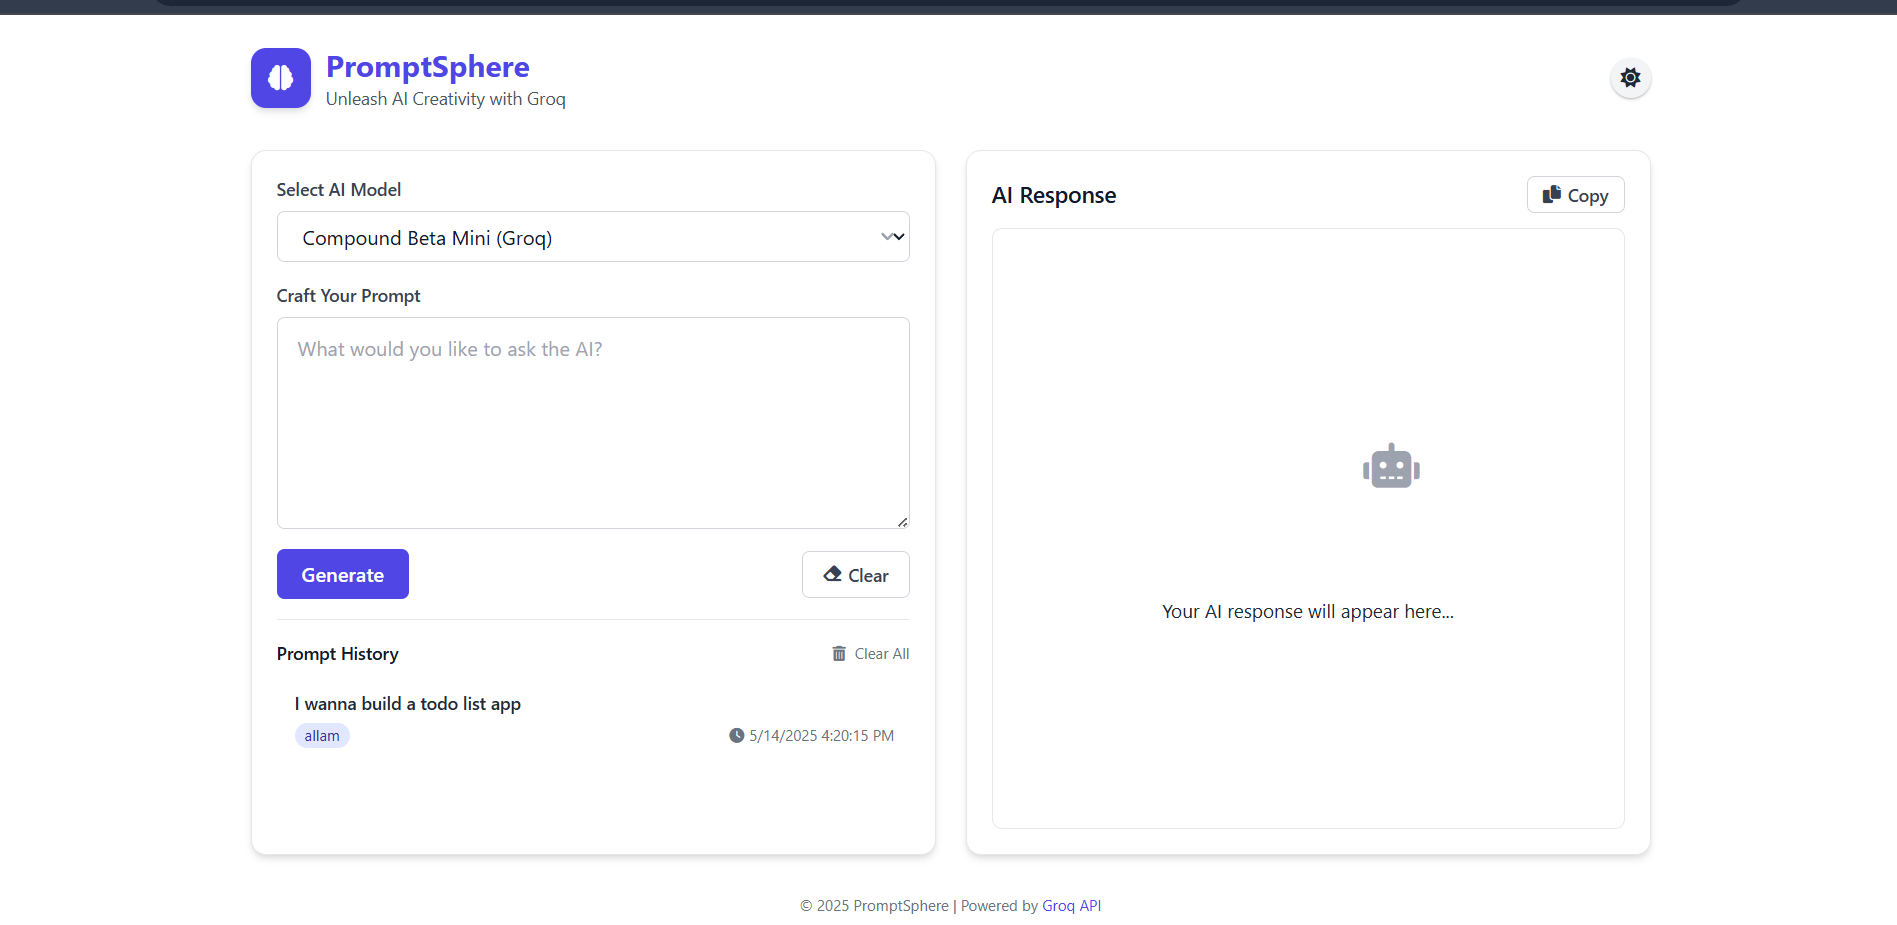 PromptSphere
Unleash AI Creativity with Groq
Select AI Model
Compound Beta Mini (Groq)
Craft Your Prompt
What would you like to ask the AI?
Generate
Clear
Prompt History
Clear All
I wanna build a todo list app
allam
5/14/2025 4:20:15 PM
AI Response
Copy
Your AI response will appear here...
© 2025 PromptSphere | Powered by Groq API